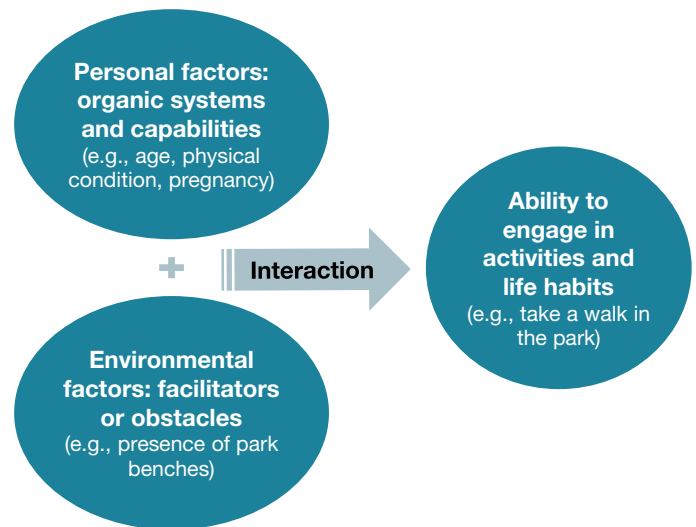 Personal factors:
organic systems
and capabilities
(e.g., age, physical
condition, pregnancy)
+
Interaction
Environmental
factors: facilitators
or obstacles
(e.g., presence of park
benches)
Ability to
engage in
activities and
life habits
(e.g., take a walk in
the park)